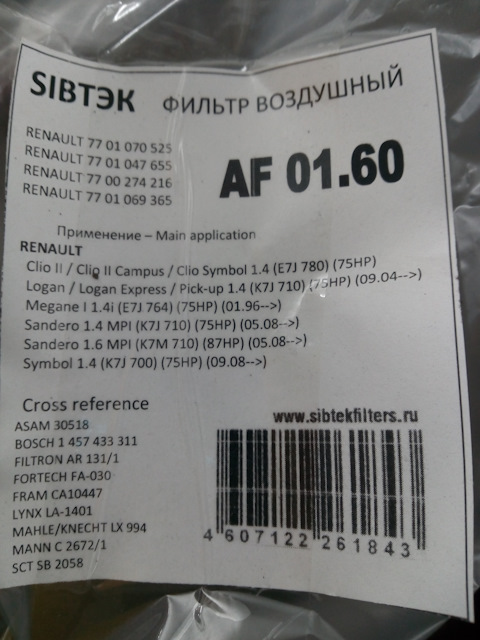 SIBTЭK ФИЛЬТР ВОЗДУШНЫЙ
RENAULT 77 01 070 525
RENAULT 77 01 047 655
RENAULT 77 00 274 216
RENAULT 77 01 069 365
AF 01.60
Применение – Main application
RENAULT
Clio II / Clio II Campus / Clio Symbol 1.4 (E7J 780) (75HP)
Logan / Logan Express / Pick-up 1.4 (K7J 710) (75HP) (09.04-->)
Megane I 1.4i (E7J 764) (75HP) (01.96-->)
Sandero 1.4 MPI (K7J 710) (75HP) (05.08-->)
Sandero 1.6 MPI (K7M 710) (87HP) (05.08-->)
Symbol 1.4 (K7J 700) (75HP) (09.08-->)
Cross reference
ASAM 30518
BOSCH 1 457 433 311
FILTRON AR 131/1
FORTECH FA-030
FRAM CA10447
LYNX LA-1401
MAHLE/KNECHT LX 994
MANN C 2672/1
SCT SB 2058
www.sibtekfilters.ru
4 607122 261843